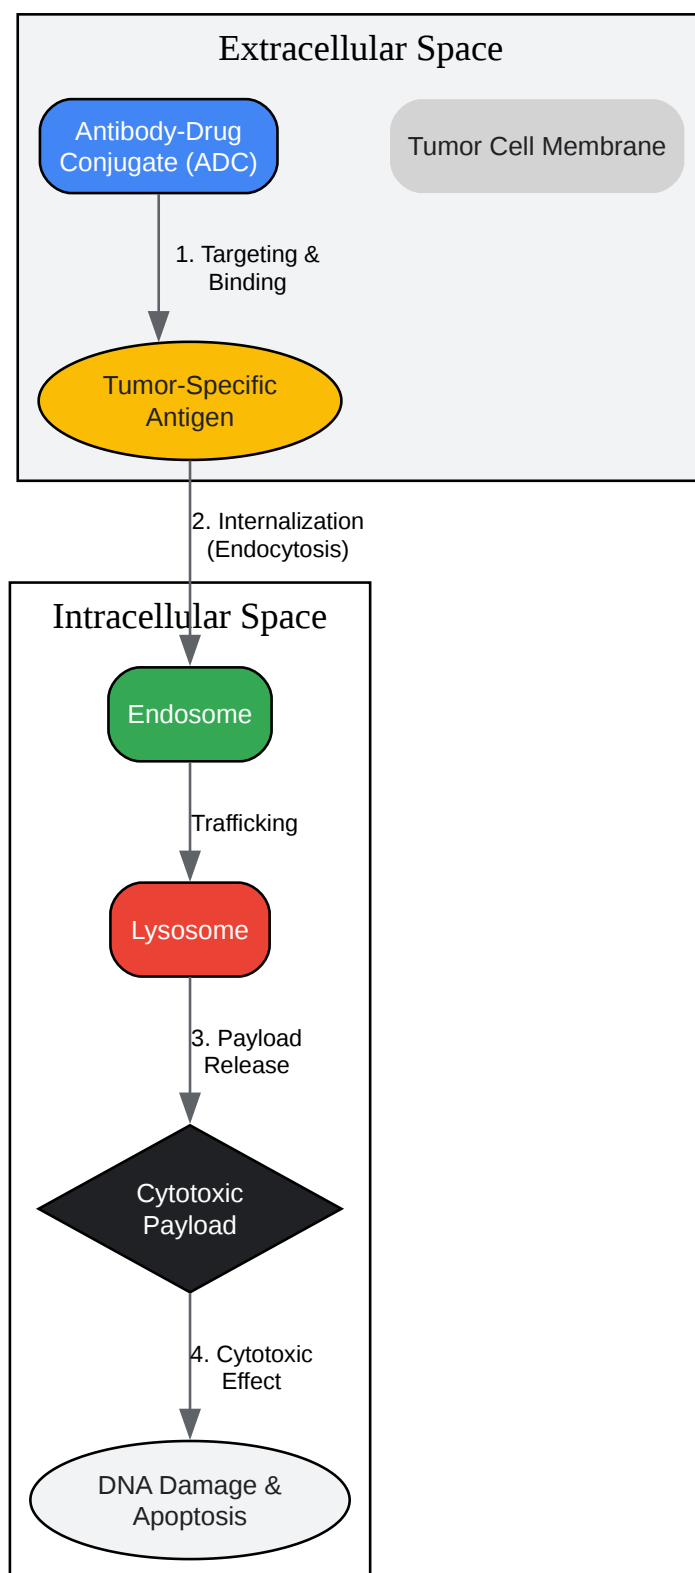 Extracellular Space
Antibody-Drug
Conjugate (ADC)
Tumor Cell Membrane
1. Targeting &
Binding
Tumor-Specific
Antigen
2. Internalization
(Endocytosis)
Intracellular Space
Endosome
Trafficking
Lysosome
3. Payload
Release
Cytotoxic
Payload
4. Cytotoxic
Effect
DNA Damage &
Apoptosis